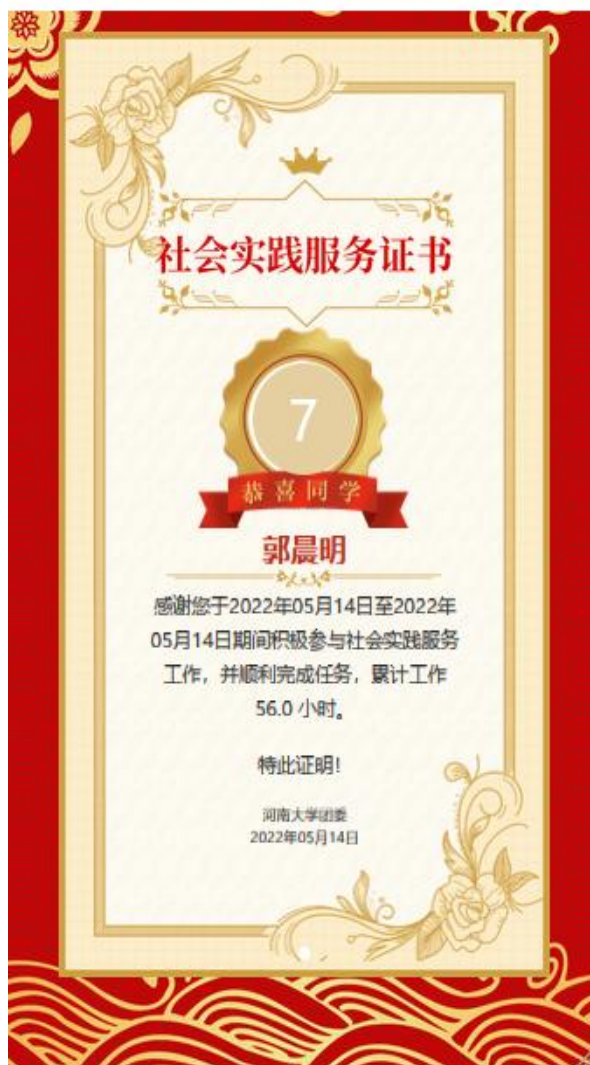 社会实践服务证书
7
恭喜同学
郭晨明
感谢您于2022年05月14日至2022年
05月14日期间积极参与社会实践服务
工作，并顺利完成任务，累计工作
56.0 小时。
特此证明！
河南大学团委
2022年05月14日